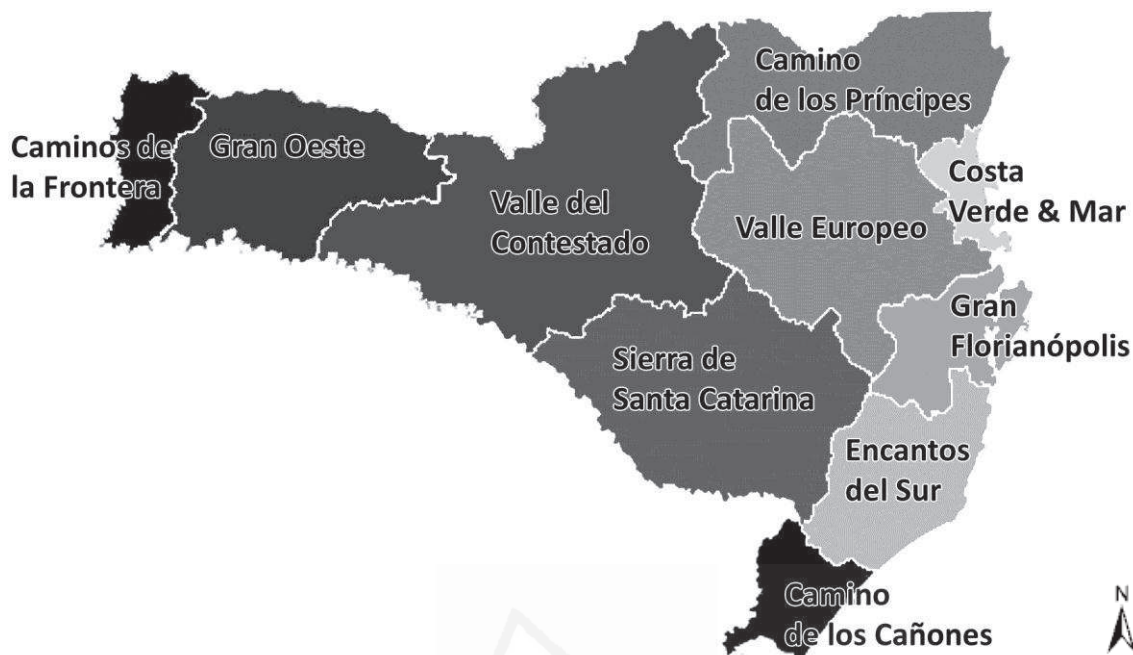 Camino
de los Príncipes
Caminos de
la Frontera
Gran Oeste
Costa
Verde & Mar
Valle del
Contestado
Valle Europeo
Gran
Florianópolis
Sierra de
Santa Catarina
Encantos
del Sur
Camino
de los Cañones
N